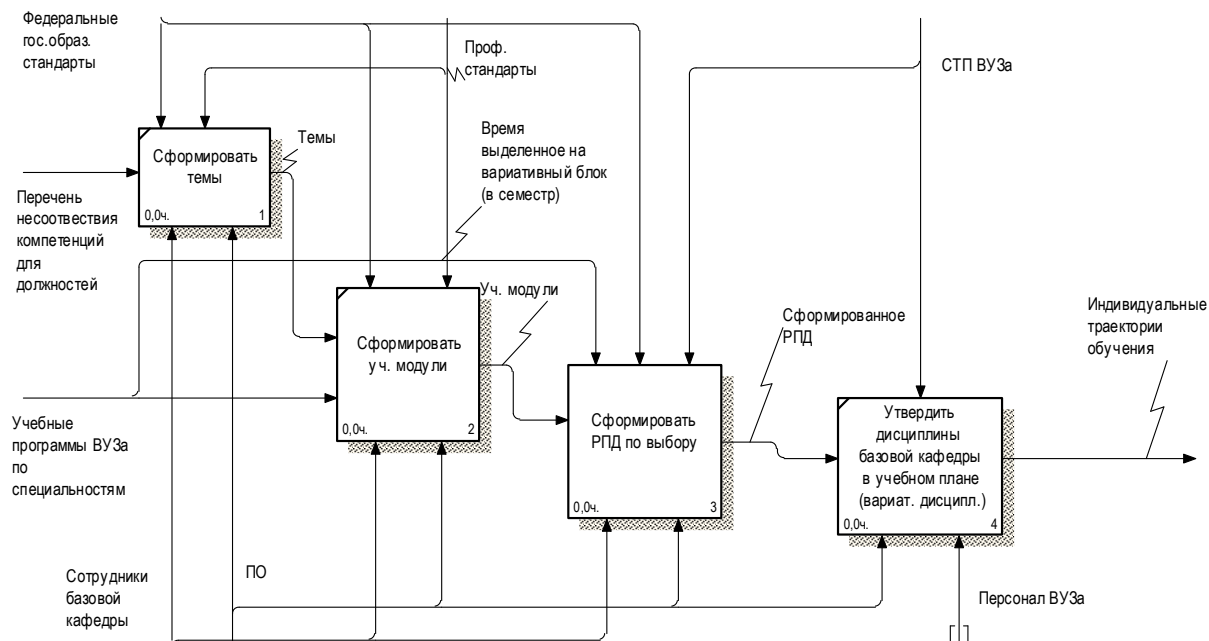 Федеральные
гос.образ.
стандарты
Проф.
стандарты
СТП ВУЗа
Сформировать
темы
0,0ч. 1
Темы
Время
выделенное на
вариативный блок
(в семестр)
Перечень
несоотвествия
компетенций
для
должностей
Уч. модули
Сформировать
уч. модули
0,0ч. 2
Сформированное
РПД
Индивидуальные
траектории
обучения
Сформировать
РПД по выбору
0,0ч. 3
Утвердить
дисциплины
базовой кафедры
в учебном плане
(вариат. дисципл.)
0,0ч. 4
Учебные
программы ВУЗа
по
специальностям
Сотрудники
базовой
кафедры
ПО
Персонал ВУЗа